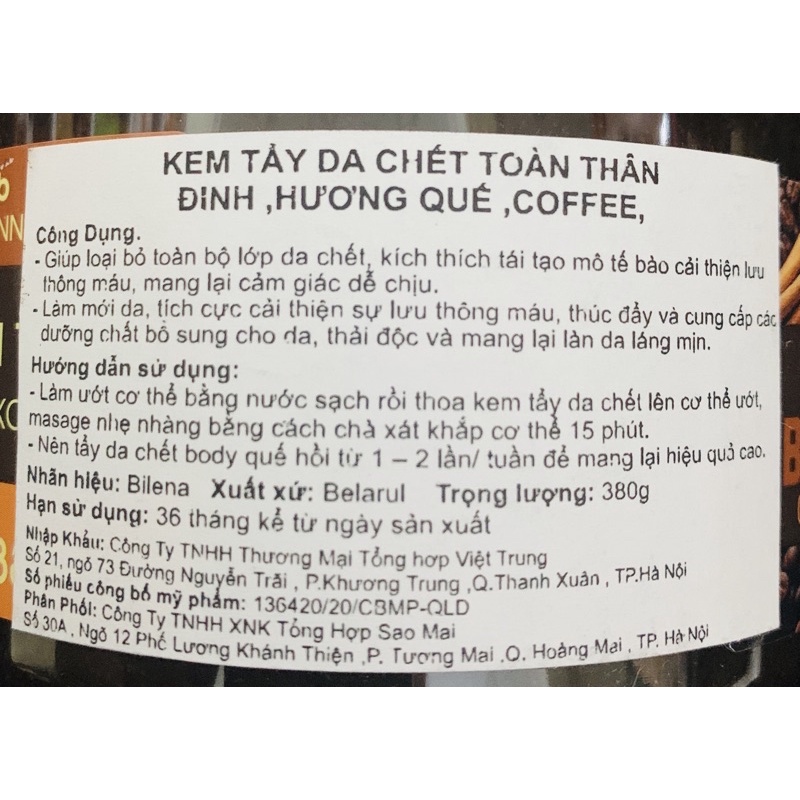 KEM TẨY DA CHẾT TOÀN THÂN
ĐINH ,HƯƠNG QUẾ ,COFFEE,
Công Dụng.
- Giúp loại bỏ toàn bộ lớp da chết, kích thích tái tạo mô tế bào cải thiện lưu
thông máu, mang lại cảm giác dễ chịu.
- Làm mới da, tích cực cải thiện sự lưu thông máu, thúc đẩy và cung cấp các
dưỡng chất bổ sung cho da, thải độc và mang lại làn da láng mịn.
Hướng dẫn sử dụng:
- Làm ướt cơ thể bằng nước sạch rồi thoa kem tẩy da chết lên cơ thể ướt,
masage nhẹ nhàng bằng cách chà xát khắp cơ thể 15 phút.
- Nên tẩy da chết body quế hồi từ 1 – 2 lần/ tuần để mang lại hiệu quả cao.
Nhãn hiệu: Bilena Xuất xứ: Belarul Trọng lượng: 380g
Hạn sử dụng: 36 tháng kể từ ngày sản xuất
Nhập Khẩu: Công Ty TNHH Thương Mại Tổng hợp Việt Trung
Số 21, ngõ 73 Đường Nguyễn Trãi , P.Khương Trung ,Q.Thanh Xuân , TP.Hà Nội
Số phiếu công bố mỹ phẩm: 136420/20/CBMP-QLD
Phân Phối: Công Ty TNHH XNK Tổng Hợp Sao Mai
Số 30A , Ngõ 12 Phố Lương Khánh Thiện ,P. Tương Mai .Q. Hoàng Mai , TP. Hà Nội